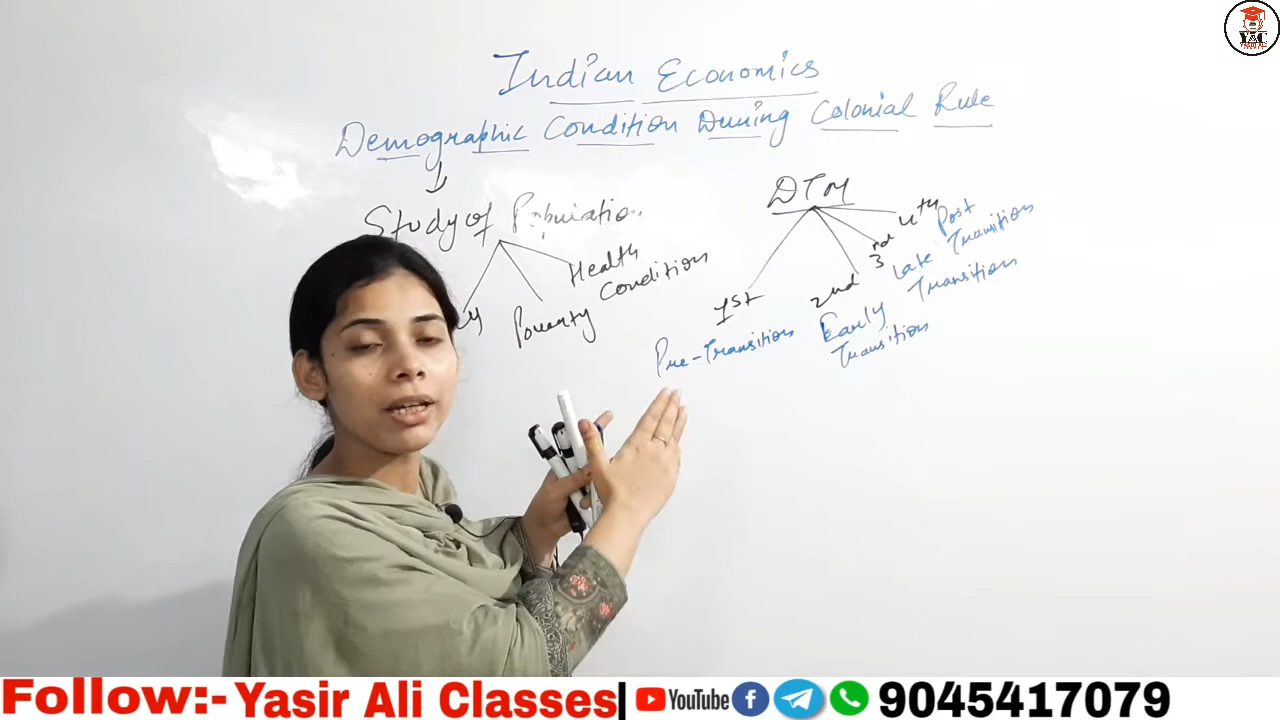 Indian Economics
Demographic Condition During Colonial Rule
Study of Population
Health
Condition
Poverty
DTM
1st
Pre-Transition
2nd
Early
Transition
3rd
Late
Transition
4th
Post
Transition
Follow:- Yasir Ali Classes| YouTube 9045417079